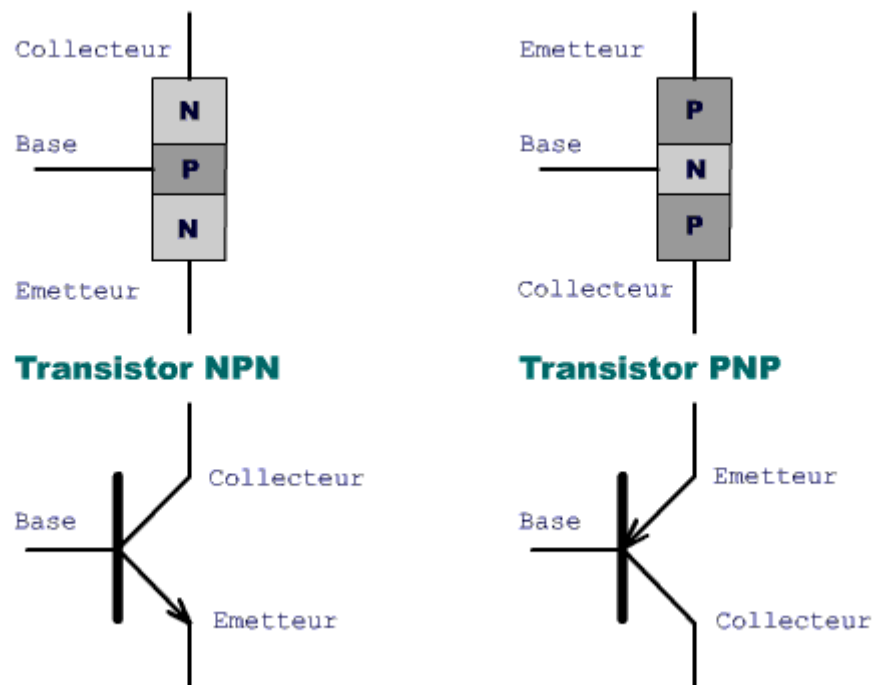 Collecteur
N
Base
P
N
Emetteur
Transistor NPN
Collecteur
Base
Emetteur
Emetteur
P
Base
N
P
Collecteur
Transistor PNP
Emetteur
Base
Collecteur